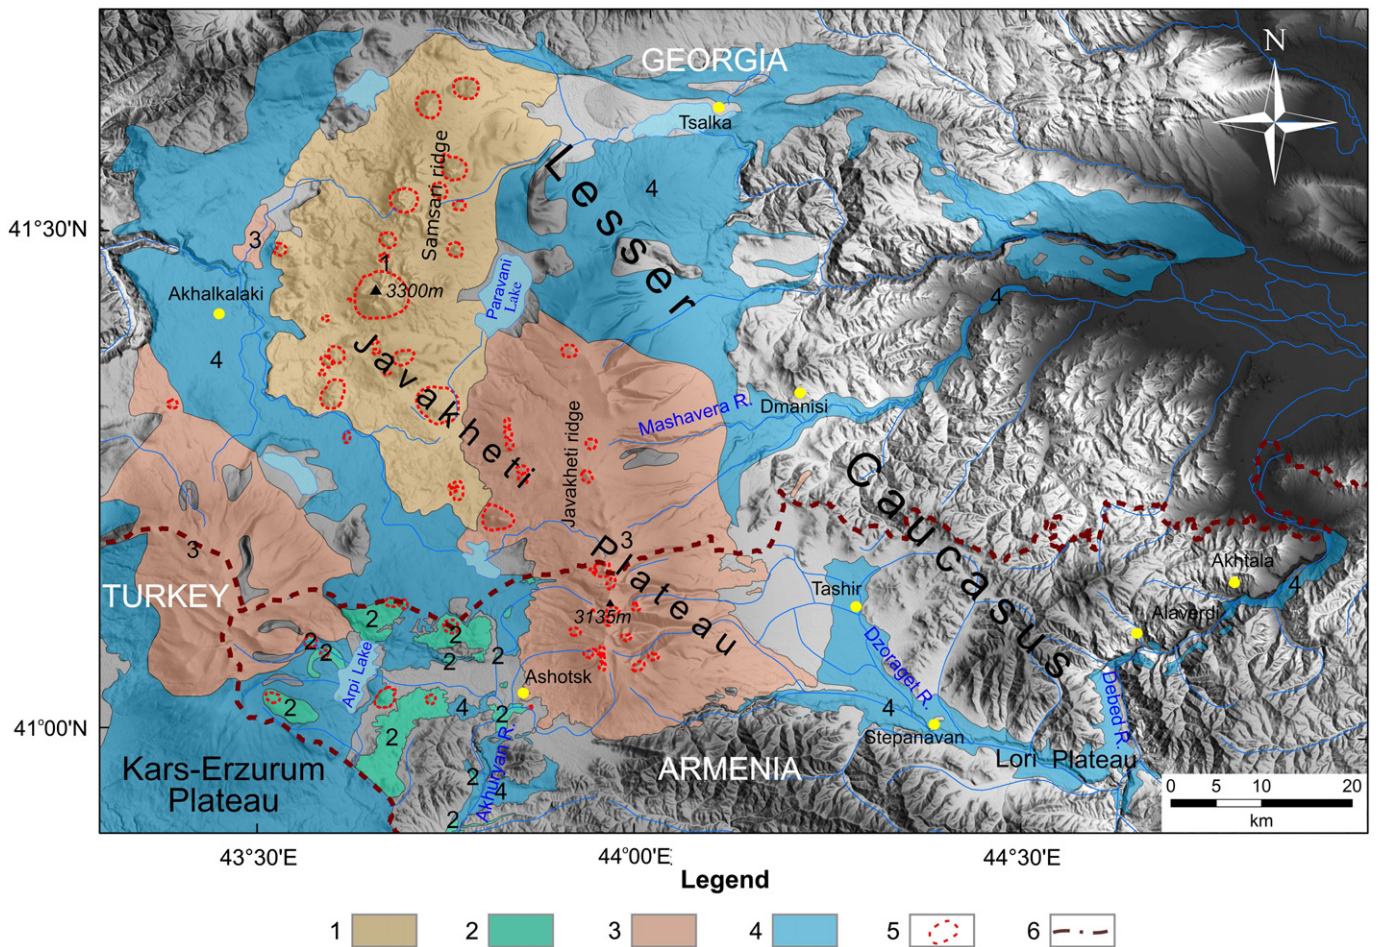 GEORGIA
N
Tsalka
Lesser
4
Samsari ridge
41°30'N
3
1
3300m
Akhalkalaki
Paravani
Lake
4
4
Javakheti
Mashavera R.
Dmanisi
Javakheti ridge
Caucasus
3
3
Plateau
TURKEY
Tashir
Akhtala
4
3135m
Alaverdi
2
2
2
2
2
2
Arpi Lake
Dzoraget R.
Debed R.
Ashotsk
2
4
2
4
41°00'N
Stepanavan
2
Kars-Erzurum
Plateau
ARMENIA
Lori Plateau
Akhuryan R.
2
4
2
0 5 10 20
km
43°30'E
44°00'E
44°30'E
Legend
1
2
3
4
5
6